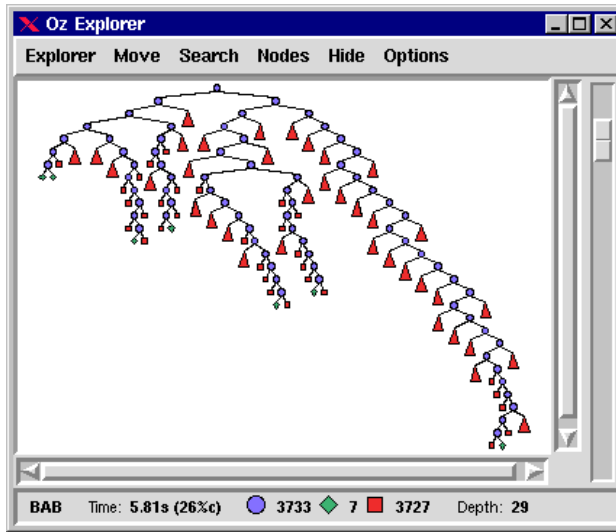 Oz Explorer
Explorer Move Search Nodes Hide Options
BAB Time: 5.81s (26%c) 3733 7 3727 Depth: 29